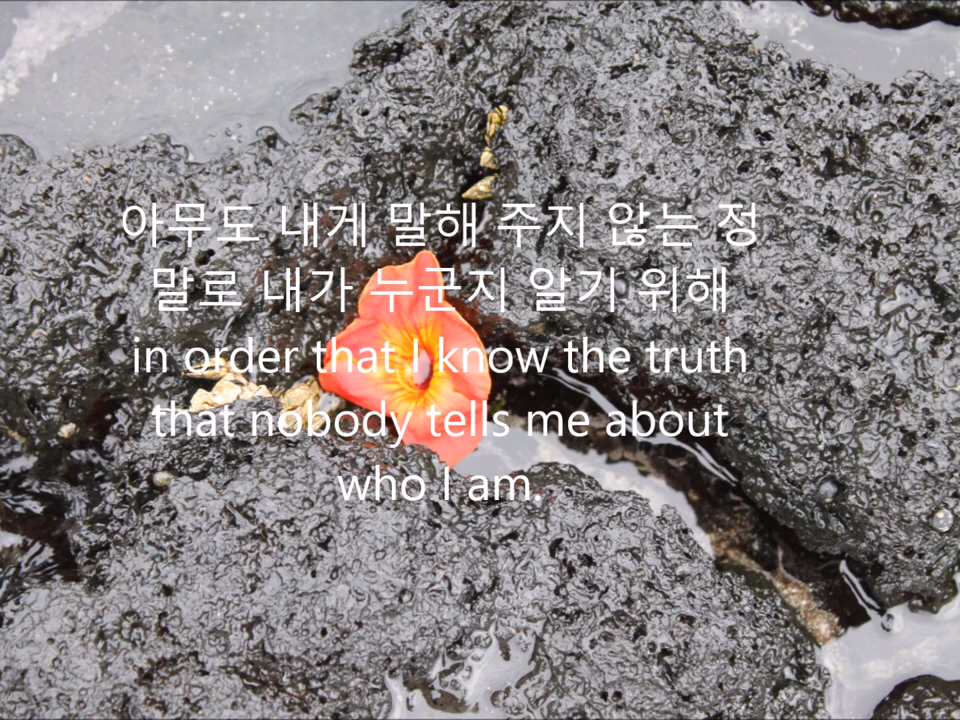 아무도 내게 말해 주지 않는 정
말로 내가 누군지 알기 위해
in order that I know the truth
that nobody tells me about
who I am.